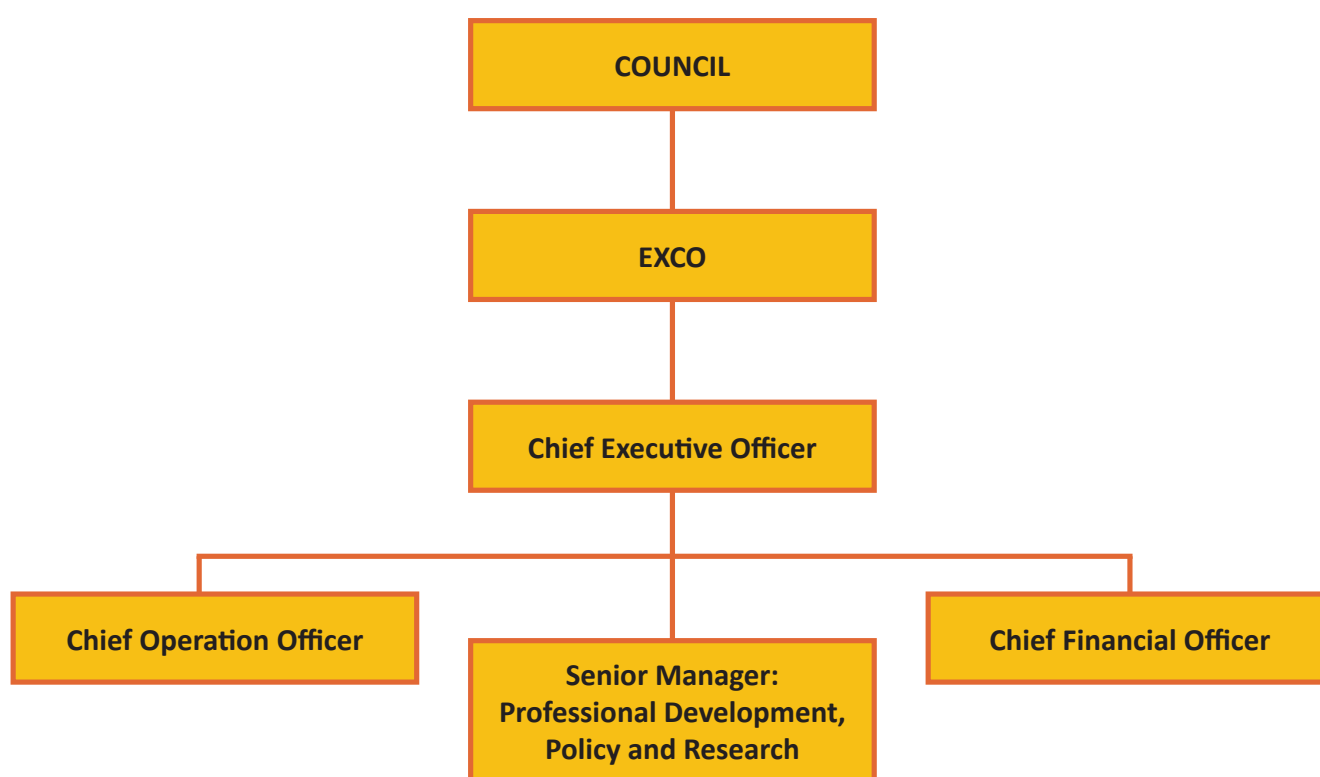 COUNCIL
EXCO
Chief Executive Officer
Chief Operation Officer
Senior Manager:
Professional Development,
Policy and Research
Chief Financial Officer